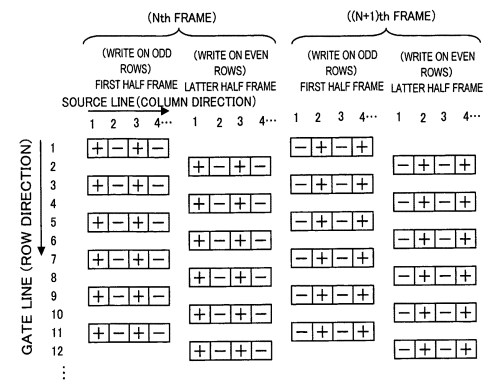 (Nth FRAME) ((N+1)th FRAME)
(WRITE ON ODD ROWS) FIRST HALF FRAME
(WRITE ON EVEN ROWS) LATTER HALF FRAME
(WRITE ON ODD ROWS) FIRST HALF FRAME
(WRITE ON EVEN ROWS) LATTER HALF FRAME
SOURCE LINE (COLUMN DIRECTION)
1 2 3 4··· 1 2 3 4··· 1 2 3 4··· 1 2 3 4···
GATE LINE (ROW DIRECTION)
1 + − + − − + − +
2 + − + − − + − +
3 + − + − − + − +
4 + − + − − + − +
5 + − + − − + − +
6 + − + − − + − +
7 + − + − − + − +
8 + − + − − + − +
9 + − + − − + − +
10 + − + − − + − +
11 + − + − − + − +
12 + − + − − + − +
⋮